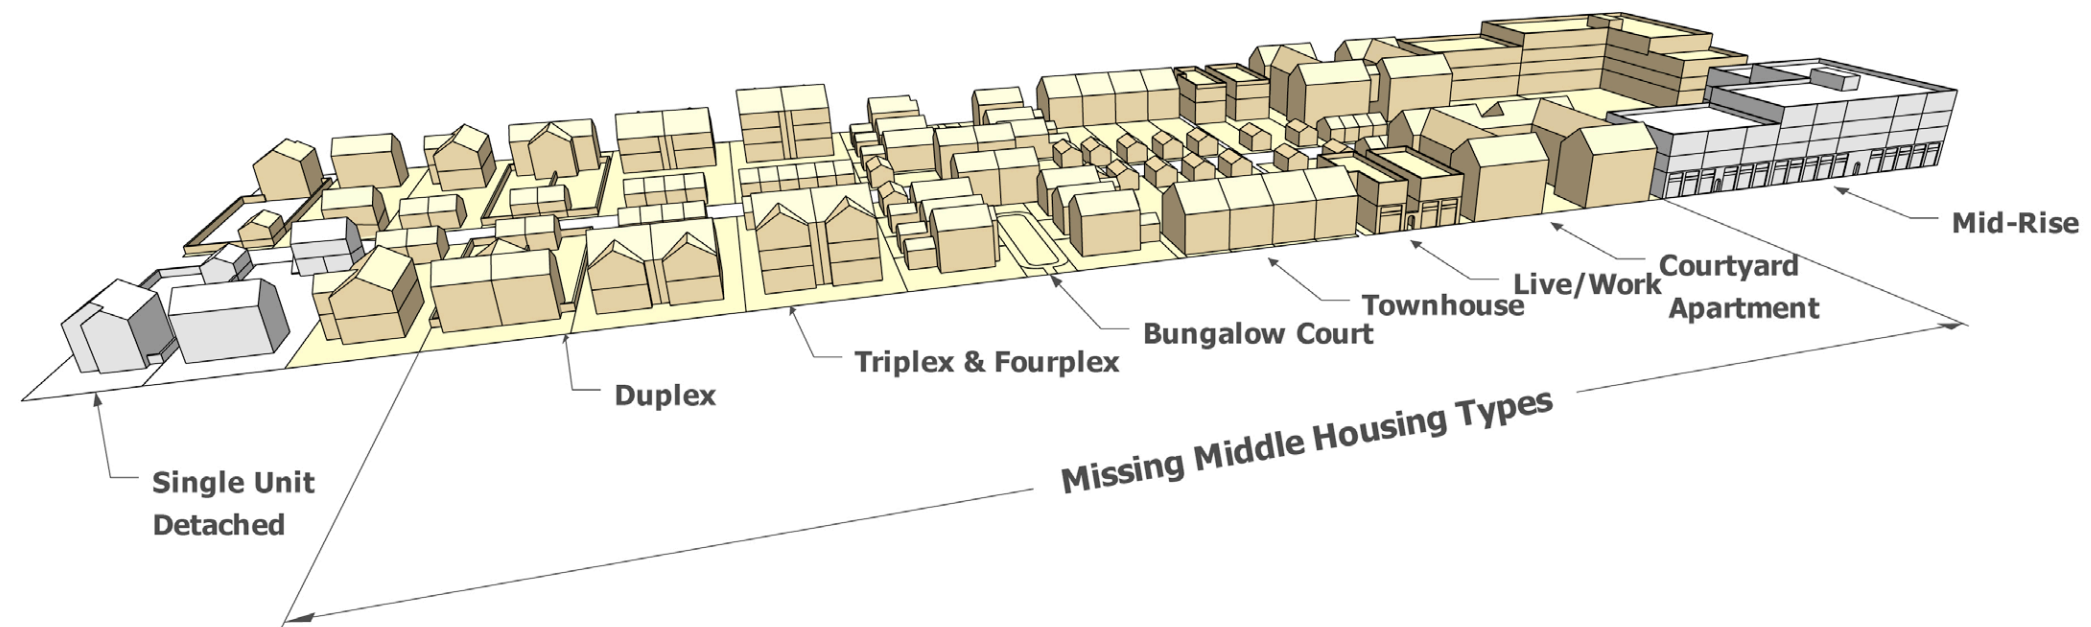 Single Unit
Detached
Duplex
Triplex & Fourplex
Bungalow Court
Townhouse
Live/Work
Courtyard
Apartment
Mid-Rise
Missing Middle Housing Types